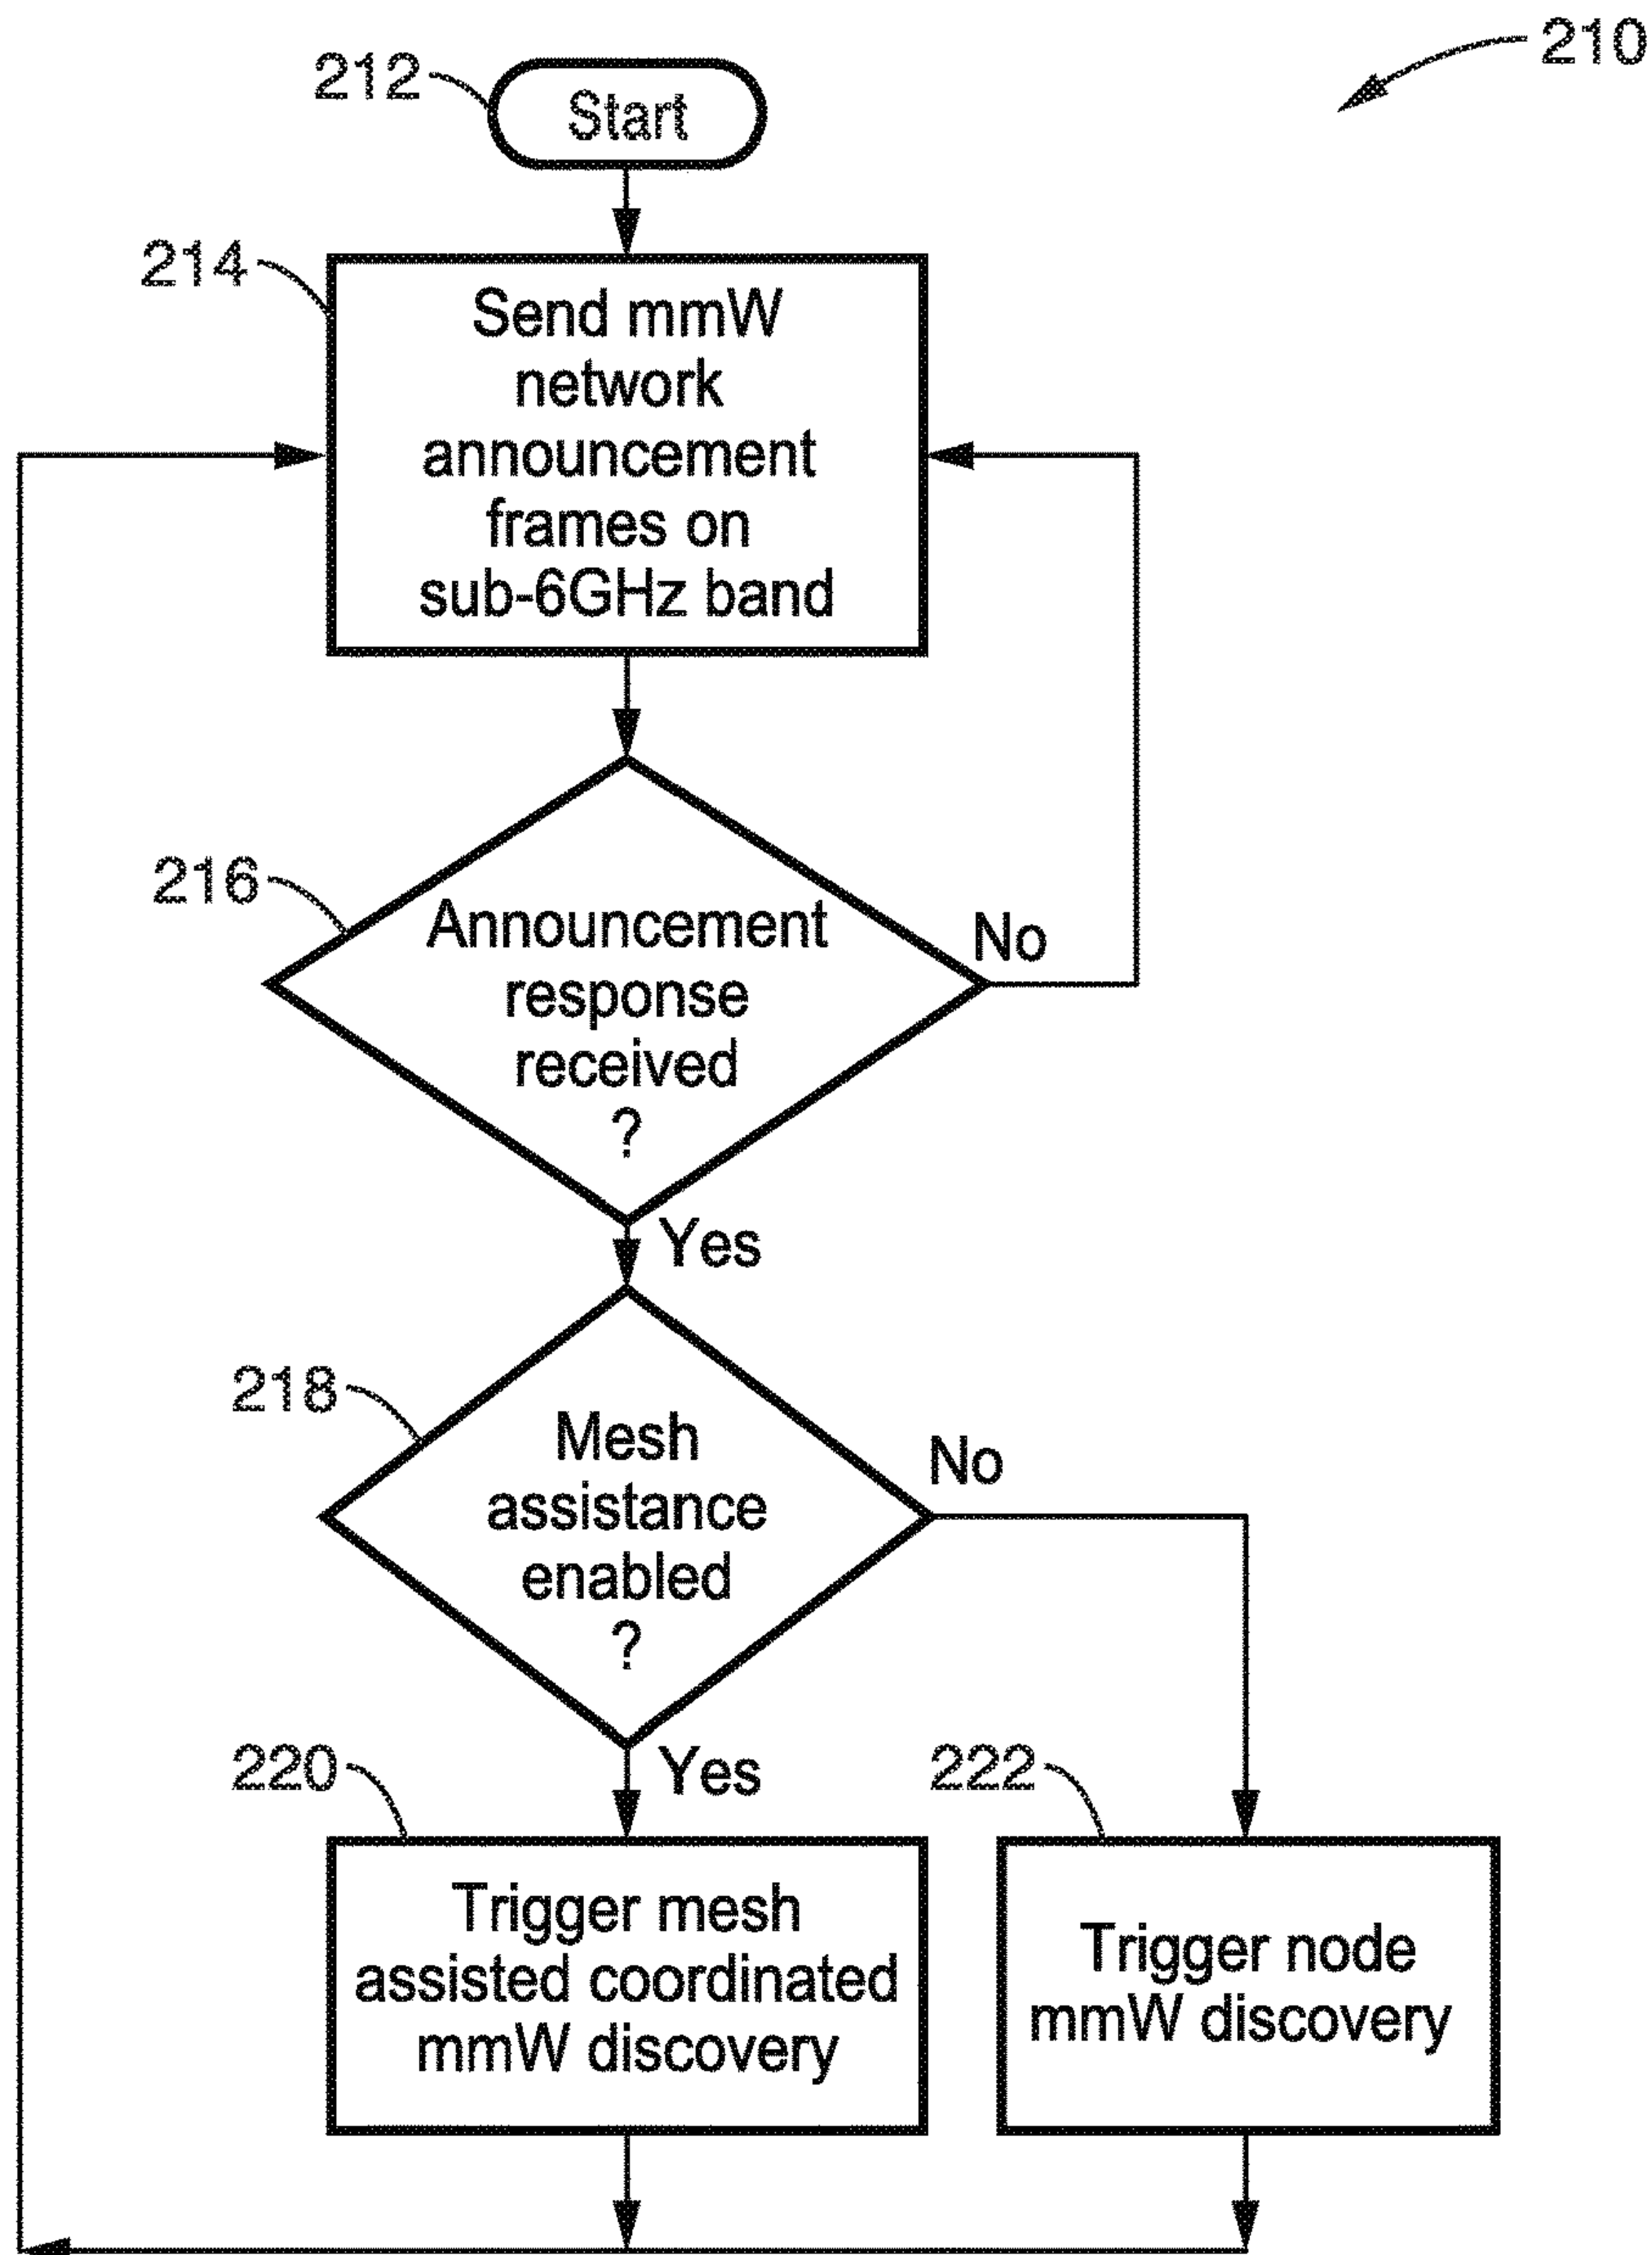 210
212
Start
214
Send mmW
network
announcement
frames on
sub-6GHz band
216
Announcement
response
received
?
No
Yes
218
Mesh
assistance
enabled
?
No
Yes
220
Trigger mesh
assisted coordinated
mmW discovery
222
Trigger node
mmW discovery